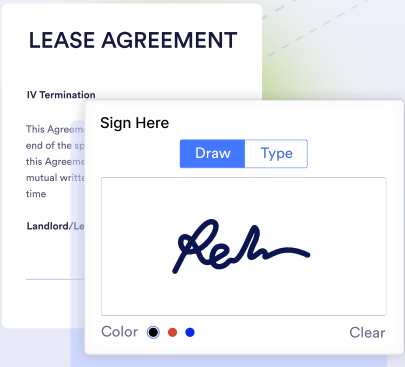 LEASE AGREEMENT
IV Termination
This Agreeme
end of the sp
this Agreeme
mutual writte
time
Landlord/Le
Sign Here
Draw
Type
Color
Clear